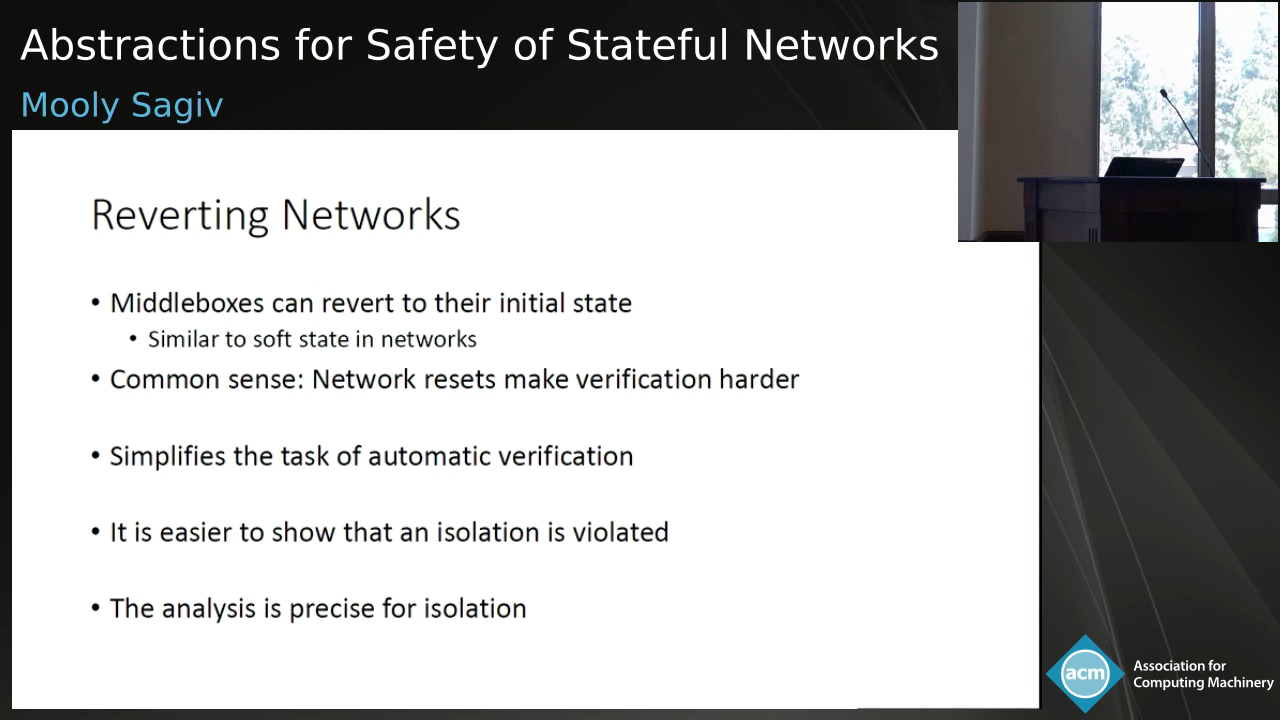 Abstractions for Safety of Stateful Networks
Mooly Sagiv
Reverting Networks
• Middleboxes can revert to their initial state
• Similar to soft state in networks
• Common sense: Network resets make verification harder
• Simplifies the task of automatic verification
• It is easier to show that an isolation is violated
• The analysis is precise for isolation
acm
Association for
Computing Machinery